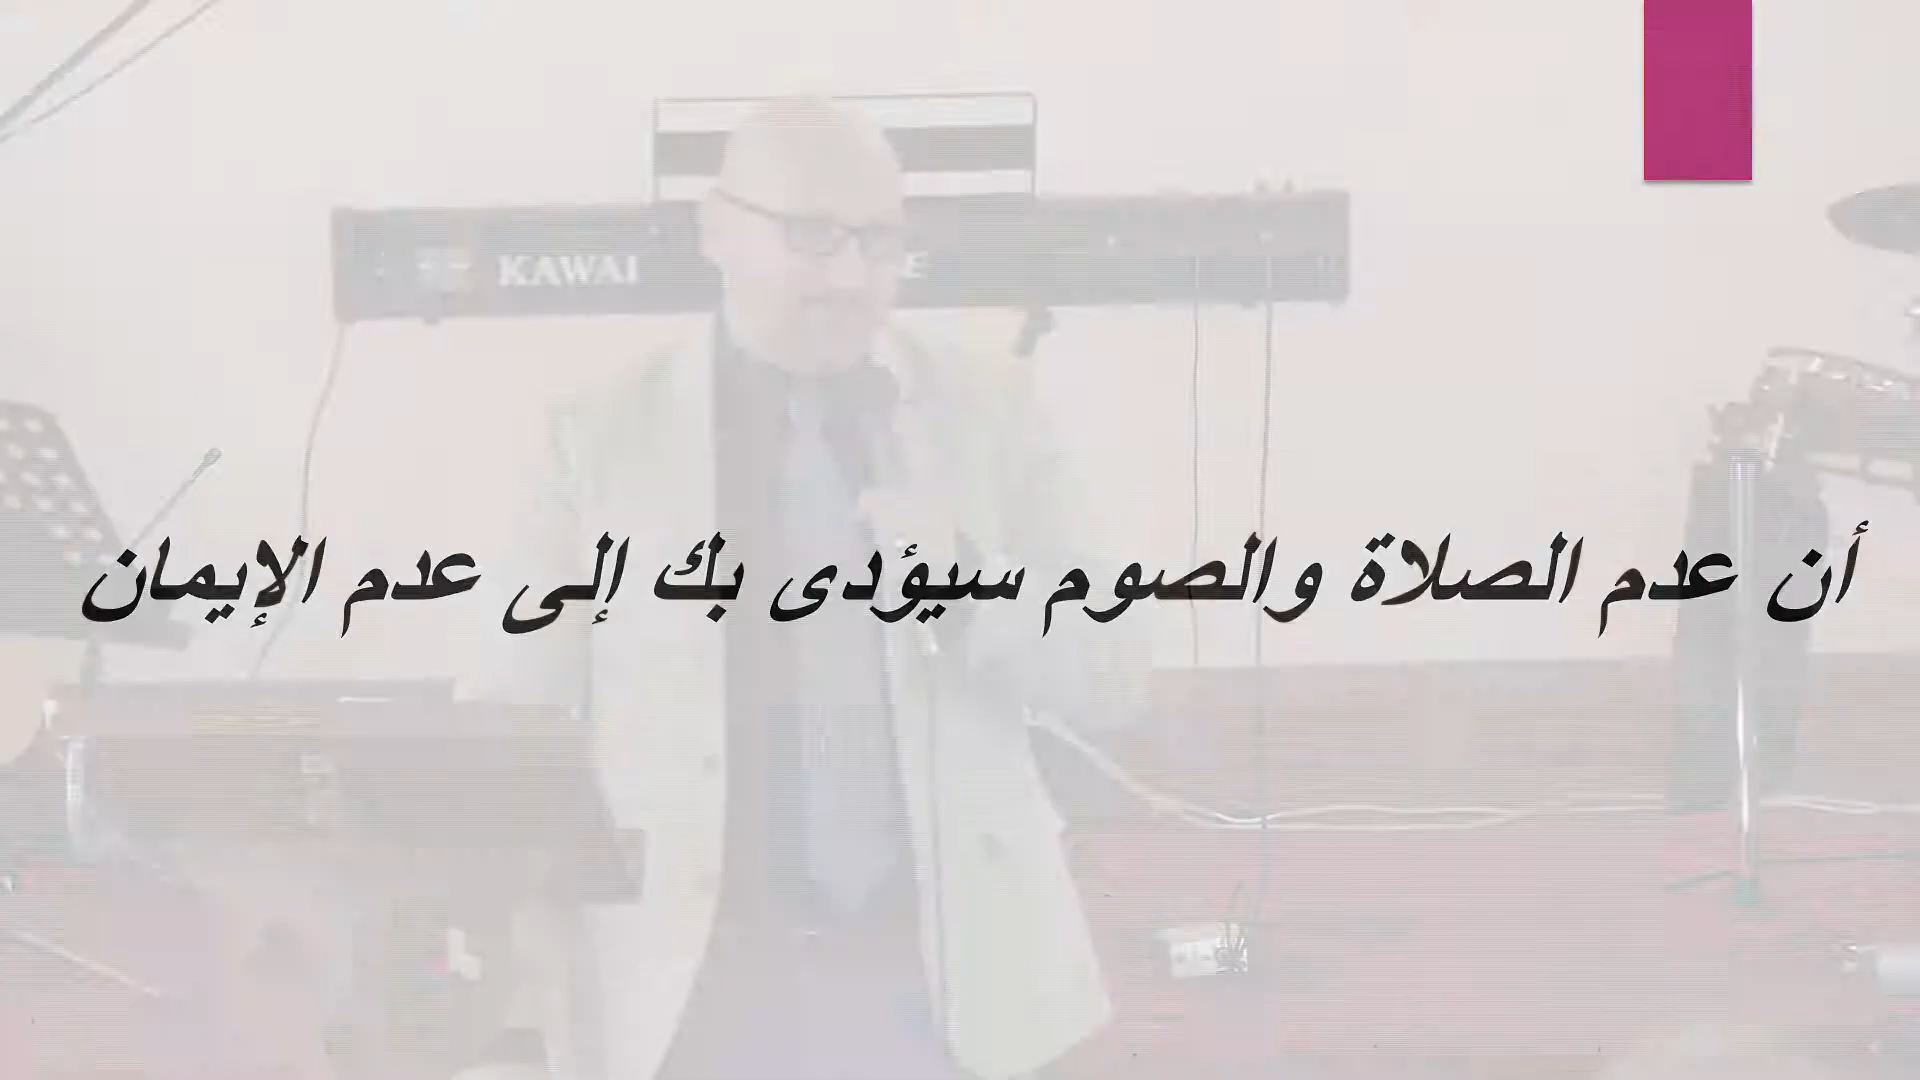 KAWAI
أن عدم الصلاة والصوم سيؤدى بك إلى عدم الإيمان